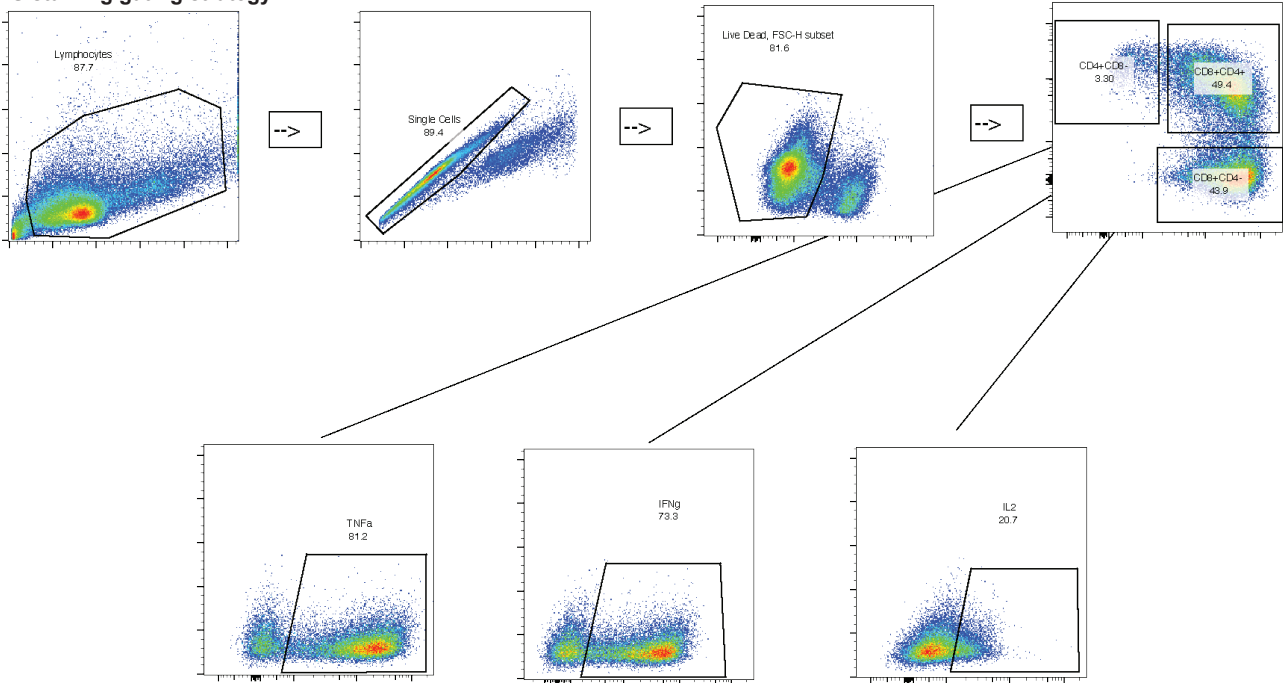 Lymphocytes
87.7
-->
Single Cells
89.4
-->
Live Dead, FSC-H subset
81.6
-->
CD4+CD8-
3.30
CD8+CD4+
49.4
CD8+CD4-
43.9
TNFa
81.2
IFNg
73.3
IL2
20.7